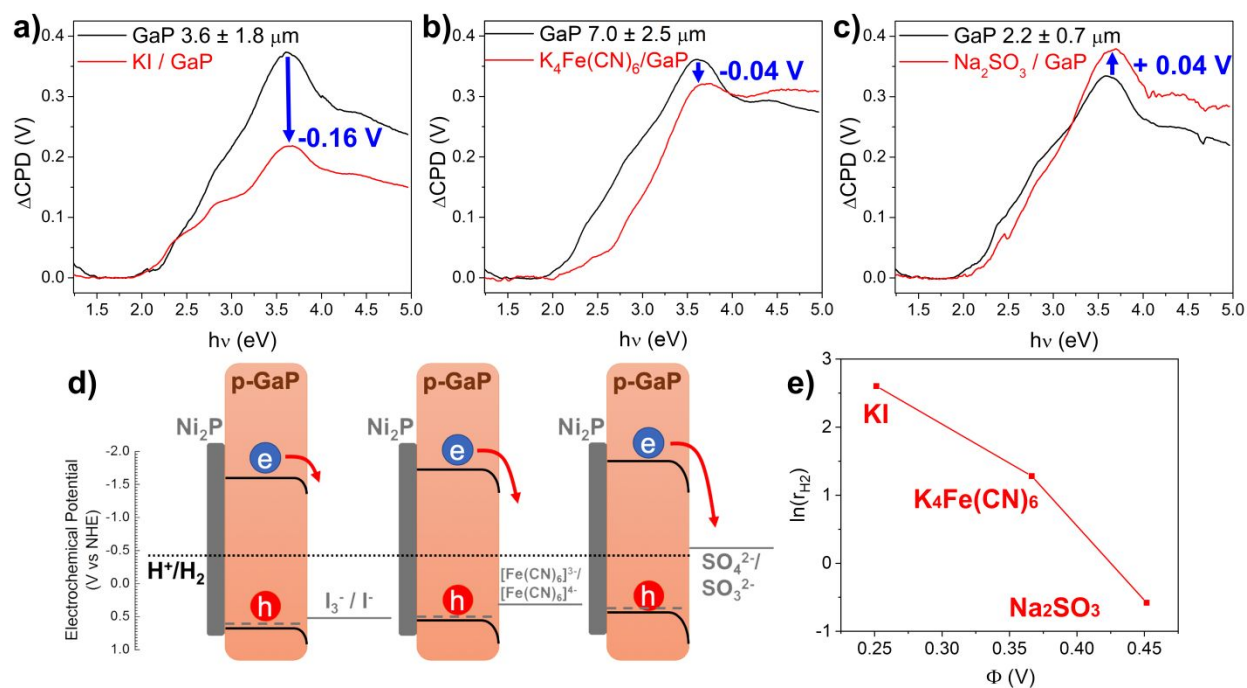 a)
GaP 3.6 ± 1.8 μm
KI / GaP
-0.16 V
ΔCPD (V)
0.4
0.3
0.2
0.1
0.0
1.5 2.0 2.5 3.0 3.5 4.0 4.5 5.0
hν (eV)
b)
GaP 7.0 ± 2.5 μm
K₄Fe(CN)₆/GaP
-0.04 V
ΔCPD (V)
0.4
0.3
0.2
0.1
0.0
1.5 2.0 2.5 3.0 3.5 4.0 4.5 5.0
hν (eV)
c)
GaP 2.2 ± 0.7 μm
Na₂SO₃ / GaP
+ 0.04 V
ΔCPD (V)
0.4
0.3
0.2
0.1
0.0
1.5 2.0 2.5 3.0 3.5 4.0 4.5 5.0
hν (eV)
d)
p-GaP
p-GaP
p-GaP
Ni₂P
Ni₂P
Ni₂P
Electrochemical Potential
(V vs NHE)
-2.0
-1.5
-1.0
-0.5
0.0
0.5
1.0
H⁺/H₂
e
h
I₃⁻ / I⁻
e
h
[Fe(CN)₆]³⁻/
[Fe(CN)₆]⁴⁻
e
h
SO₄²⁻/
SO₃²⁻
e)
ln(r_H2)
2
1
0
-1
KI
K₄Fe(CN)₆
Na₂SO₃
0.25 0.30 0.35 0.40 0.45
Φ (V)